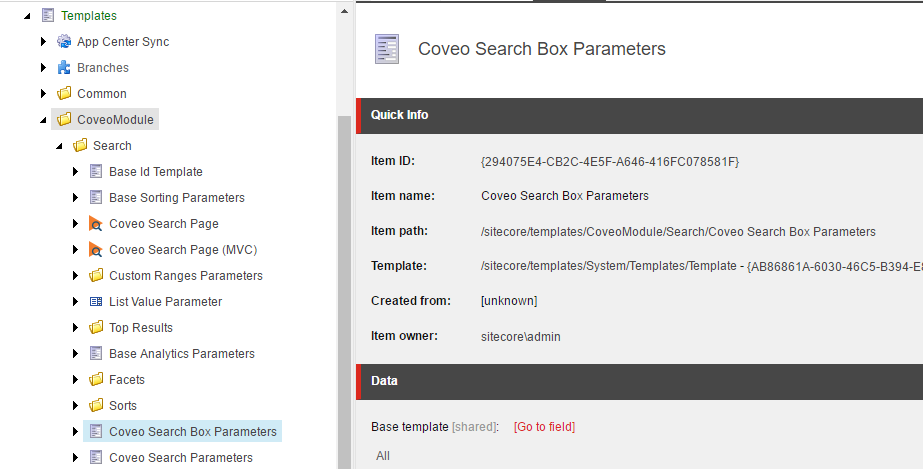 Templates
App Center Sync
Branches
Common
CoveoModule
Search
Base Id Template
Base Sorting Parameters
Coveo Search Page
Coveo Search Page (MVC)
Custom Ranges Parameters
List Value Parameter
Top Results
Base Analytics Parameters
Facets
Sorts
Coveo Search Box Parameters
Coveo Search Parameters
Coveo Search Box Parameters
Quick Info
Item ID: {294075E4-CB2C-4E5F-A646-416FC078581F}
Item name: Coveo Search Box Parameters
Item path: /sitecore/templates/CoveoModule/Search/Coveo Search Box Parameters
Template: /sitecore/templates/System/Templates/Template - {AB86861A-6030-46C5-B394-E8
Created from: [unknown]
Item owner: sitecore\admin
Data
Base template [shared]: [Go to field]
All